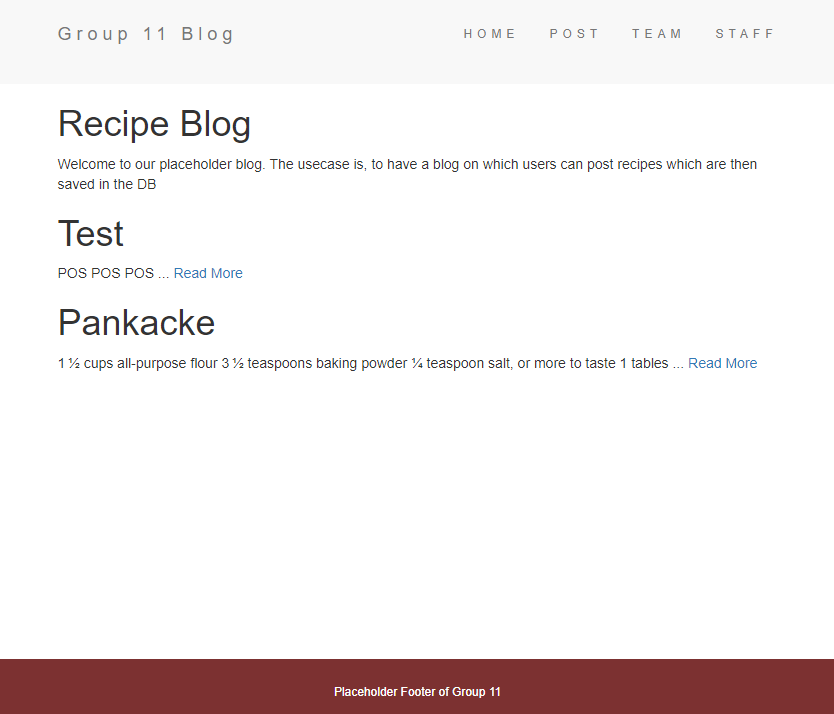 Group 11 Blog
HOME POST TEAM STAFF
Recipe Blog
Welcome to our placeholder blog. The usecase is, to have a blog on which users can post recipes which are then
saved in the DB
Test
POS POS POS ... Read More
Pankacke
1 ½ cups all-purpose flour 3 ½ teaspoons baking powder ¼ teaspoon salt, or more to taste 1 tables ... Read More
Placeholder Footer of Group 11